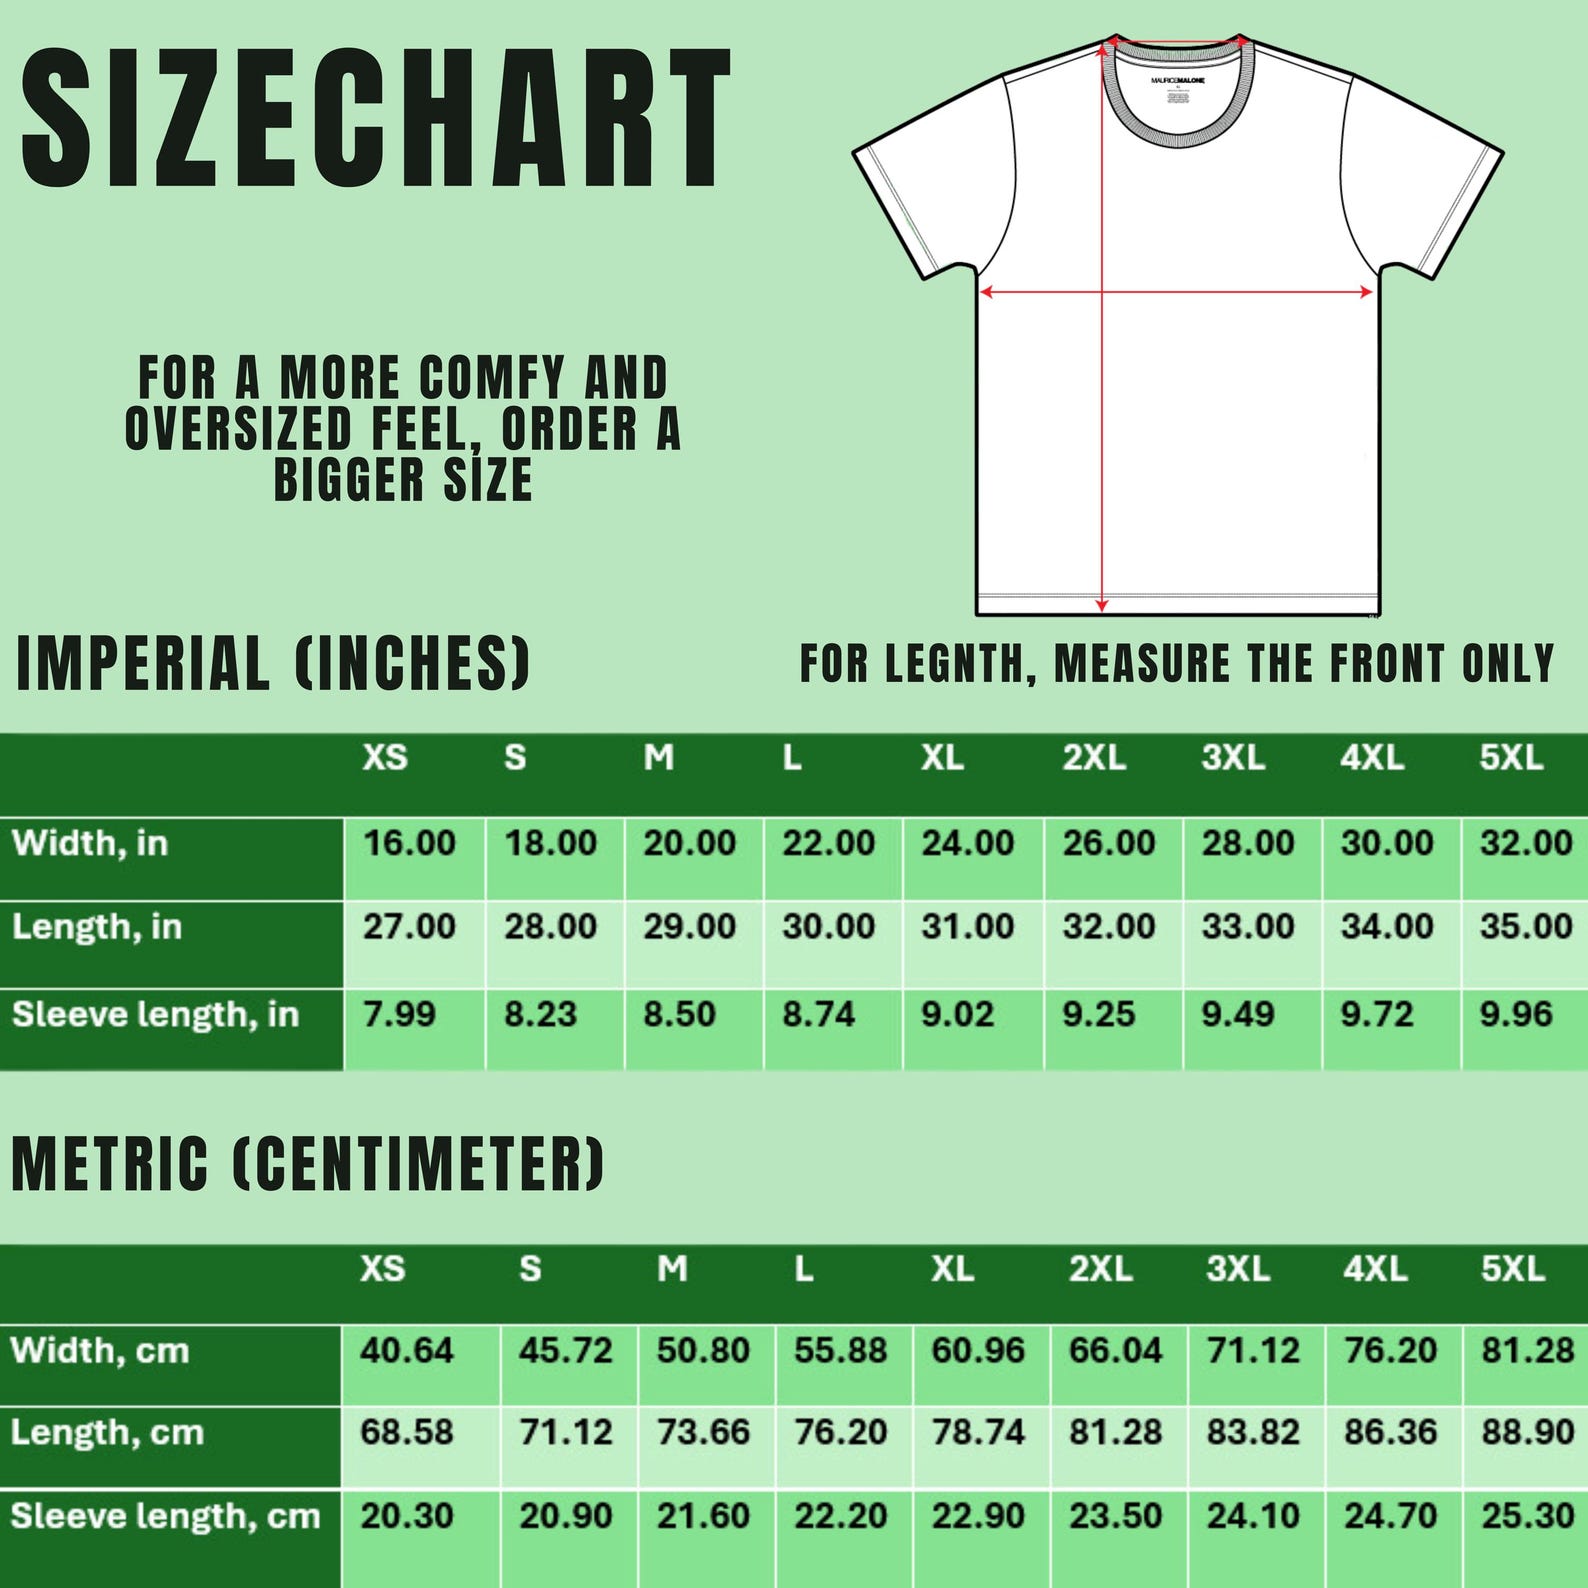 SIZECHART
MAURICEMALONE
FOR A MORE COMFY AND
OVERSIZED FEEL, ORDER A
BIGGER SIZE
IMPERIAL (INCHES)
FOR LEGNTH, MEASURE THE FRONT ONLY
XS S M L XL 2XL 3XL 4XL 5XL
Width, in 16.00 18.00 20.00 22.00 24.00 26.00 28.00 30.00 32.00
Length, in 27.00 28.00 29.00 30.00 31.00 32.00 33.00 34.00 35.00
Sleeve length, in 7.99 8.23 8.50 8.74 9.02 9.25 9.49 9.72 9.96
METRIC (CENTIMETER)
XS S M L XL 2XL 3XL 4XL 5XL
Width, cm 40.64 45.72 50.80 55.88 60.96 66.04 71.12 76.20 81.28
Length, cm 68.58 71.12 73.66 76.20 78.74 81.28 83.82 86.36 88.90
Sleeve length, cm 20.30 20.90 21.60 22.20 22.90 23.50 24.10 24.70 25.30